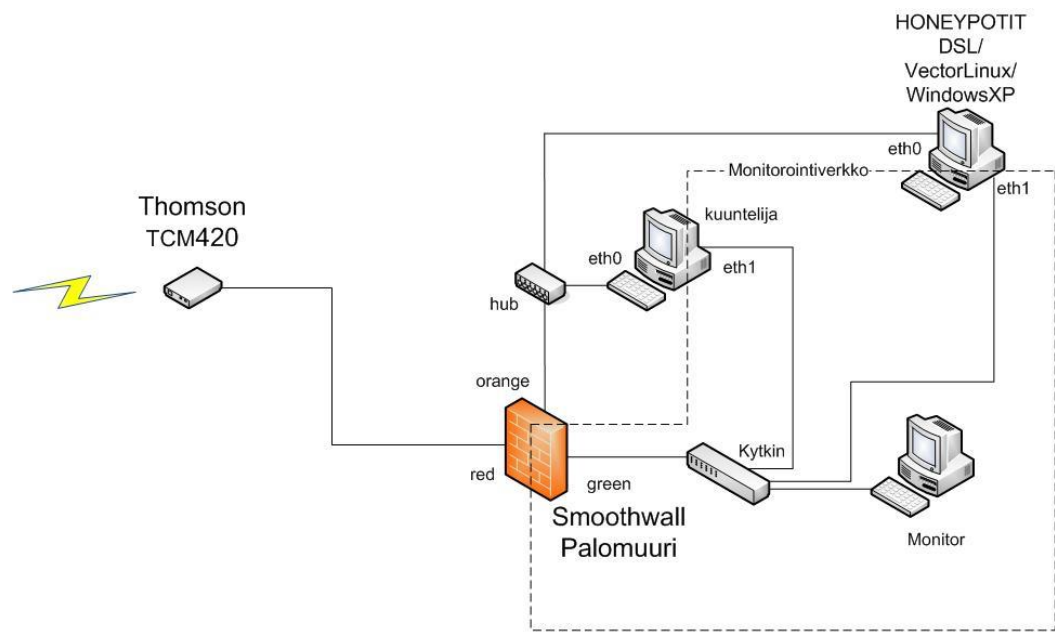 HONEYPOTIT
DSL/
VectorLinux/
WindowsXP
eth0
eth1
Monitorointiverkko
kuuntelija
eth0
eth1
hub
Thomson
TCM420
orange
red
green
Smoothwall
Palomuuri
Kytkin
Monitor